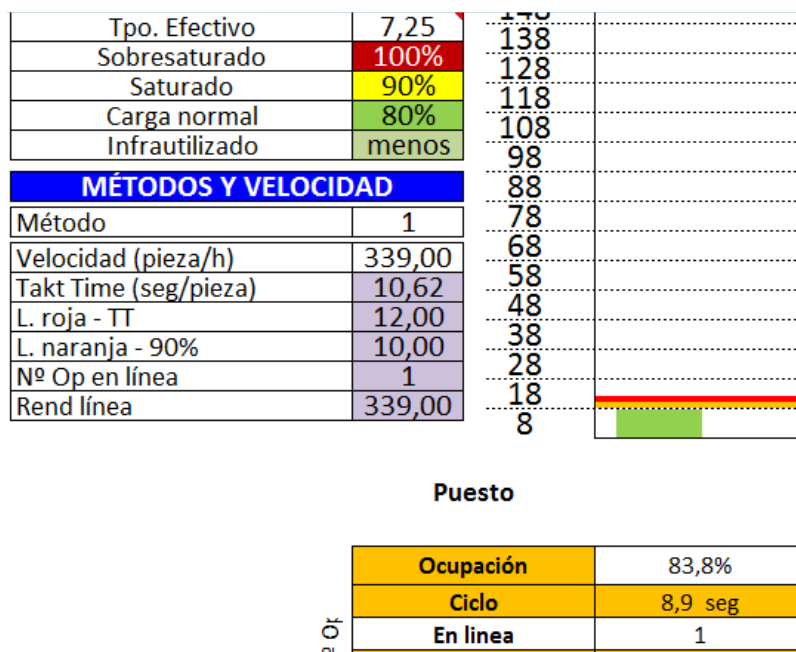 Tpo. Efectivo 7,25
Sobresaturado 100%
Saturado 90%
Carga normal 80%
Infrautilizado menos
MÉTODOS Y VELOCIDAD
Método 1
Velocidad (pieza/h) 339,00
Takt Time (seg/pieza) 10,62
L. roja - TT 12,00
L. naranja - 90% 10,00
Nº Op en línea 1
Rend línea 339,00
138
128
118
108
98
88
78
68
58
48
38
28
18
8
Puesto
Ocupación 83,8%
Ciclo 8,9 seg
En linea 1
Op